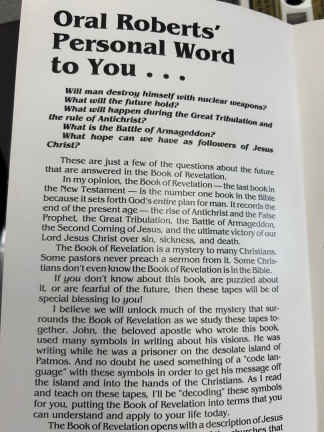 Oral Roberts'
Personal Word
to You . . .
Will man destroy himself with nuclear weapons?
What will the future hold?
What will happen during the Great Tribulation and
the rule of Antichrist?
What is the Battle of Armageddon?
What hope can we have as followers of Jesus
Christ?
These are just a few of the questions about the future
that are answered in the Book of Revelation.
In my opinion, the Book of Revelation — the last book in
the New Testament — is the number one book in the Bible
because it sets forth God's entire plan for man. It records the
end of the present age — the rise of Antichrist and the False
Prophet, the Great Tribulation, the Battle of Armageddon,
the Second Coming of Jesus, and the ultimate victory of our
Lord Jesus Christ over sin, sickness, and death.
The Book of Revelation is a mystery to many Christians.
Some pastors never preach a sermon from it. Some Chris-
tians don't even know the Book of Revelation is in the Bible.
If you don't know about this book, are puzzled about
it, or are fearful of the future, then these tapes will be of
special blessing to you!
I believe we will unlock much of the mystery that sur-
rounds the Book of Revelation as we study these tapes to-
gether. John, the beloved apostle who wrote this book,
used many symbols in writing about his visions. He was
writing while he was a prisoner on the desolate island of
Patmos. And no doubt he used something of a "code lan-
guage" with these symbols in order to get his message off
the island and into the hands of the Christians. As I read
and teach on these tapes, I'll be "decoding" these symbols
for you, putting the Book of Revelation into terms that you
can understand and apply to your life today.
The Book of Revelation opens with a description of Jesus
churches that